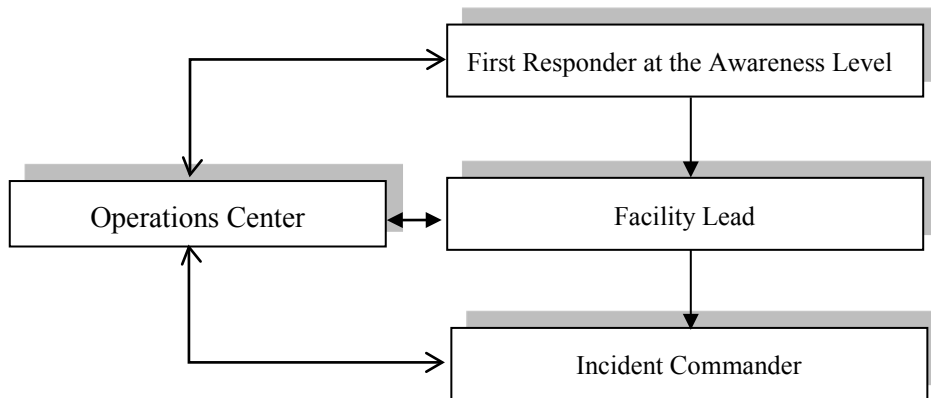 First Responder at the Awareness Level
Operations Center
Facility Lead
Incident Commander